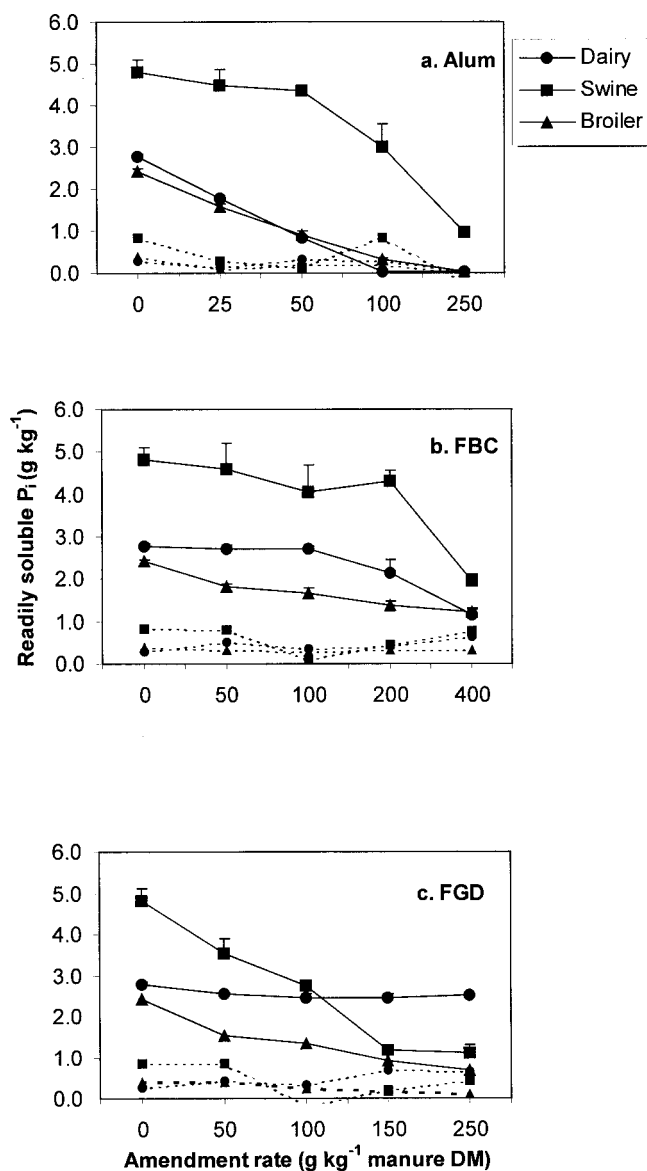 6.0
5.0
4.0
3.0
2.0
1.0
0.0
a. Alum
0 25 50 100 250
Dairy
Swine
Broiler
Readily soluble Pi (g kg-1)
6.0
5.0
4.0
3.0
2.0
1.0
0.0
b. FBC
0 50 100 200 400
6.0
5.0
4.0
3.0
2.0
1.0
0.0
c. FGD
0 50 100 150 250
Amendment rate (g kg-1 manure DM)